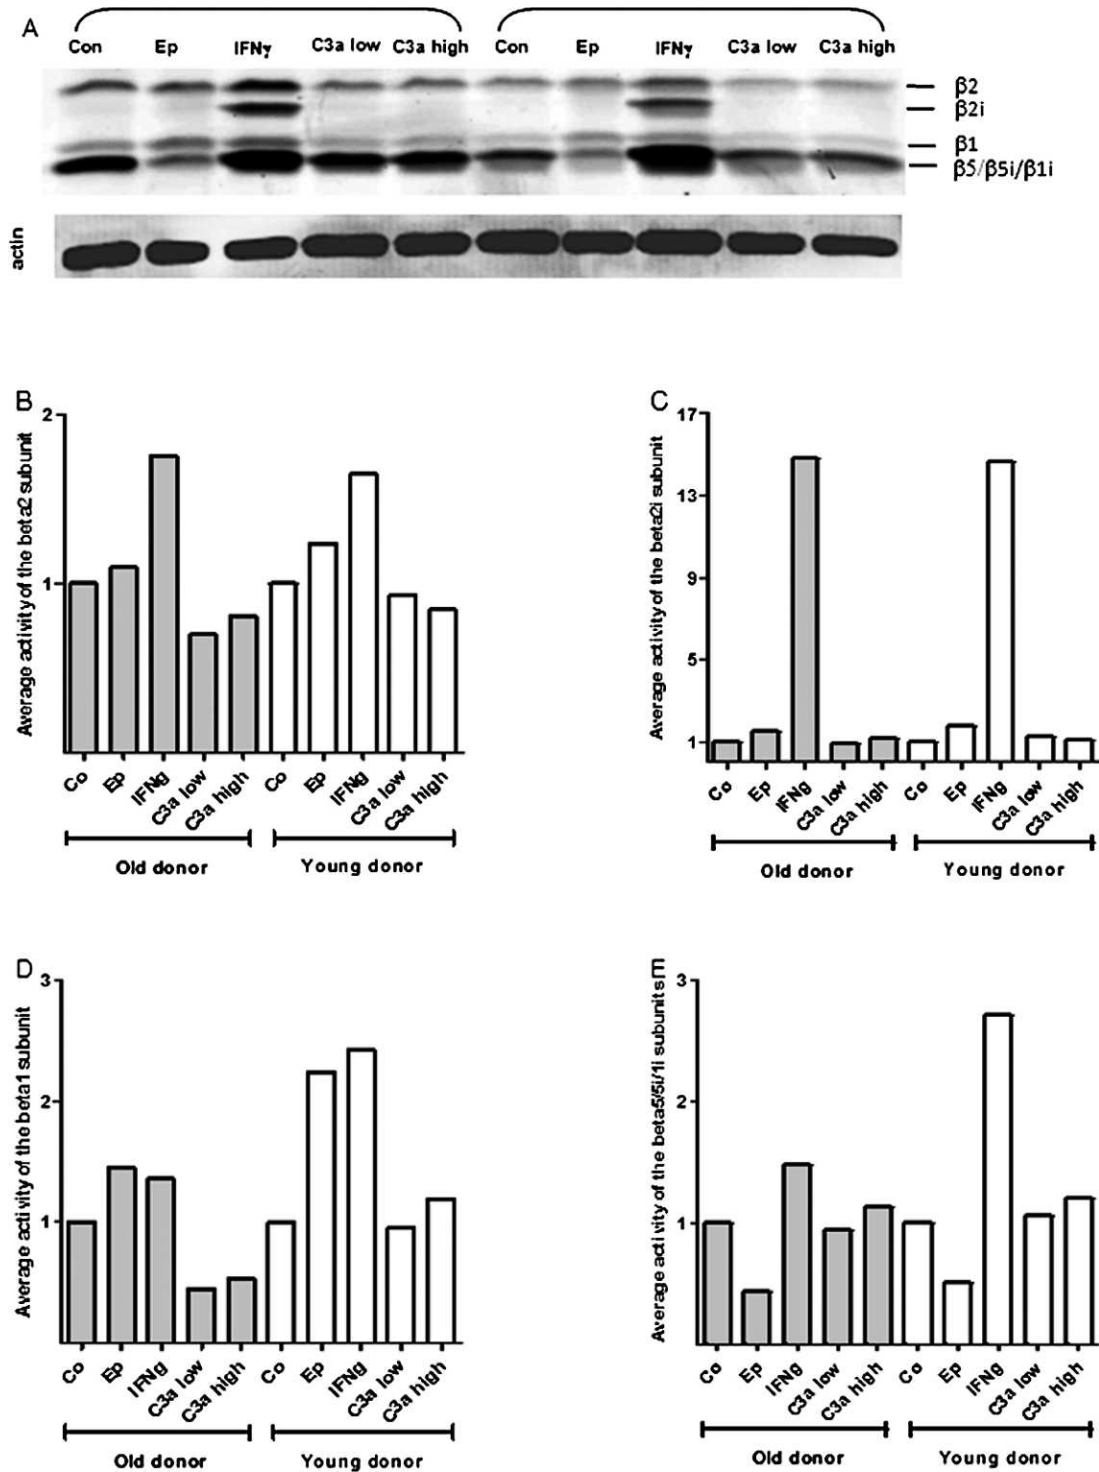 A
Con Ep IFNγ C3a low C3a high Con Ep IFNγ C3a low C3a high
β2
β2i
β1
β5/β5i/β1i
actin
B
Average activity of the beta2 subunit
2
1
Co Ep IFNg C3a low C3a high Co Ep IFNg C3a low C3a high
Old donor Young donor
C
Average activity of the beta2i subunit
17
13
9
5
1
Co Ep IFNg C3a low C3a high Co Ep IFNg C3a low C3a high
Old donor Young donor
D
Average activity of the beta1 subunit
3
2
1
Co Ep IFNg C3a low C3a high Co Ep IFNg C3a low C3a high
Old donor Young donor
E
Average activity of the beta5/5i/1i subunitsE
3
2
1
Co Ep IFNg C3a low C3a high Co Ep IFNg C3a low C3a high
Old donor Young donor